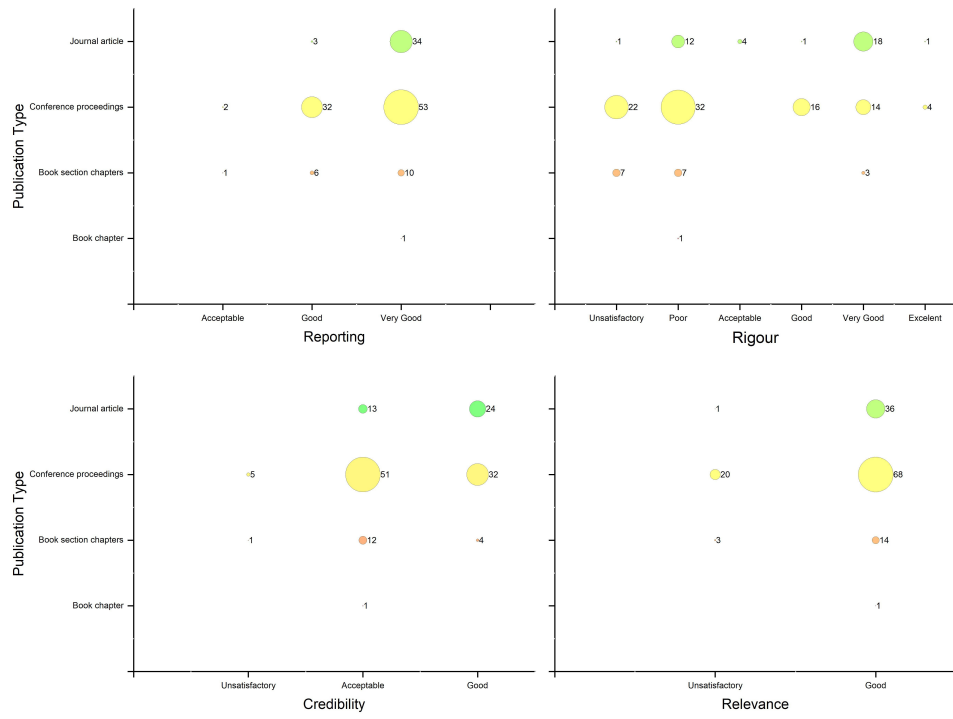 Publication Type
Journal article
3
34
Conference proceedings
2
32
53
Book section chapters
1
6
10
Book chapter
1
Acceptable
Good
Very Good
Reporting
1
12
4
1
18
1
22
32
16
14
4
7
7
3
1
Unsatisfactory
Poor
Acceptable
Good
Very Good
Excelent
Rigour
Publication Type
Journal article
13
24
Conference proceedings
5
51
32
Book section chapters
1
12
4
Book chapter
1
Unsatisfactory
Acceptable
Good
Credibility
1
36
20
68
3
14
1
Unsatisfactory
Good
Relevance